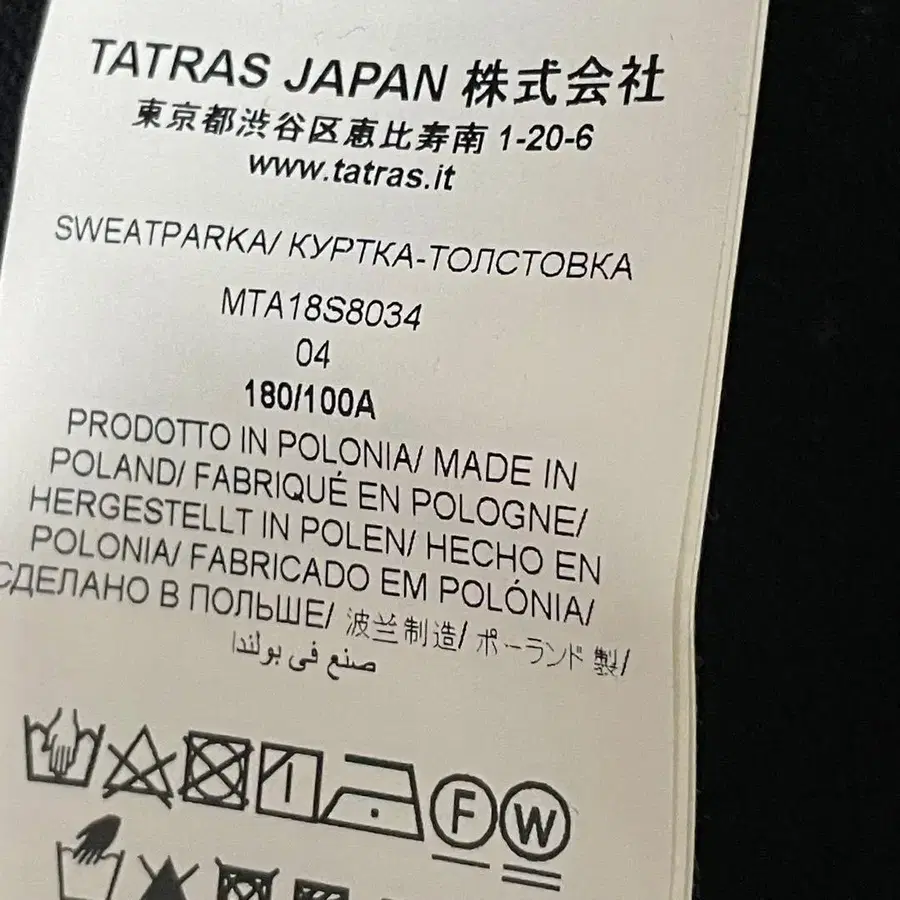 TATRAS JAPAN 株式会社
東京都渋谷区恵比寿南 1-20-6
www.tatras.it
SWEATPARKA/ КУРТКА-ТОЛСТОВКА
MTA18S8034
04
180/100A
PRODOTTO IN POLONIA/ MADE IN
POLAND/ FABRIQUÉ EN POLOGNE/
HERGESTELLT IN POLEN/ HECHO EN
POLONIA/ FABRICADO EM POLÓNIA/
СДЕЛАНО В ПОЛЬШЕ/ 波兰制造/ ポーランド 製/
صنع في بولندا
F W